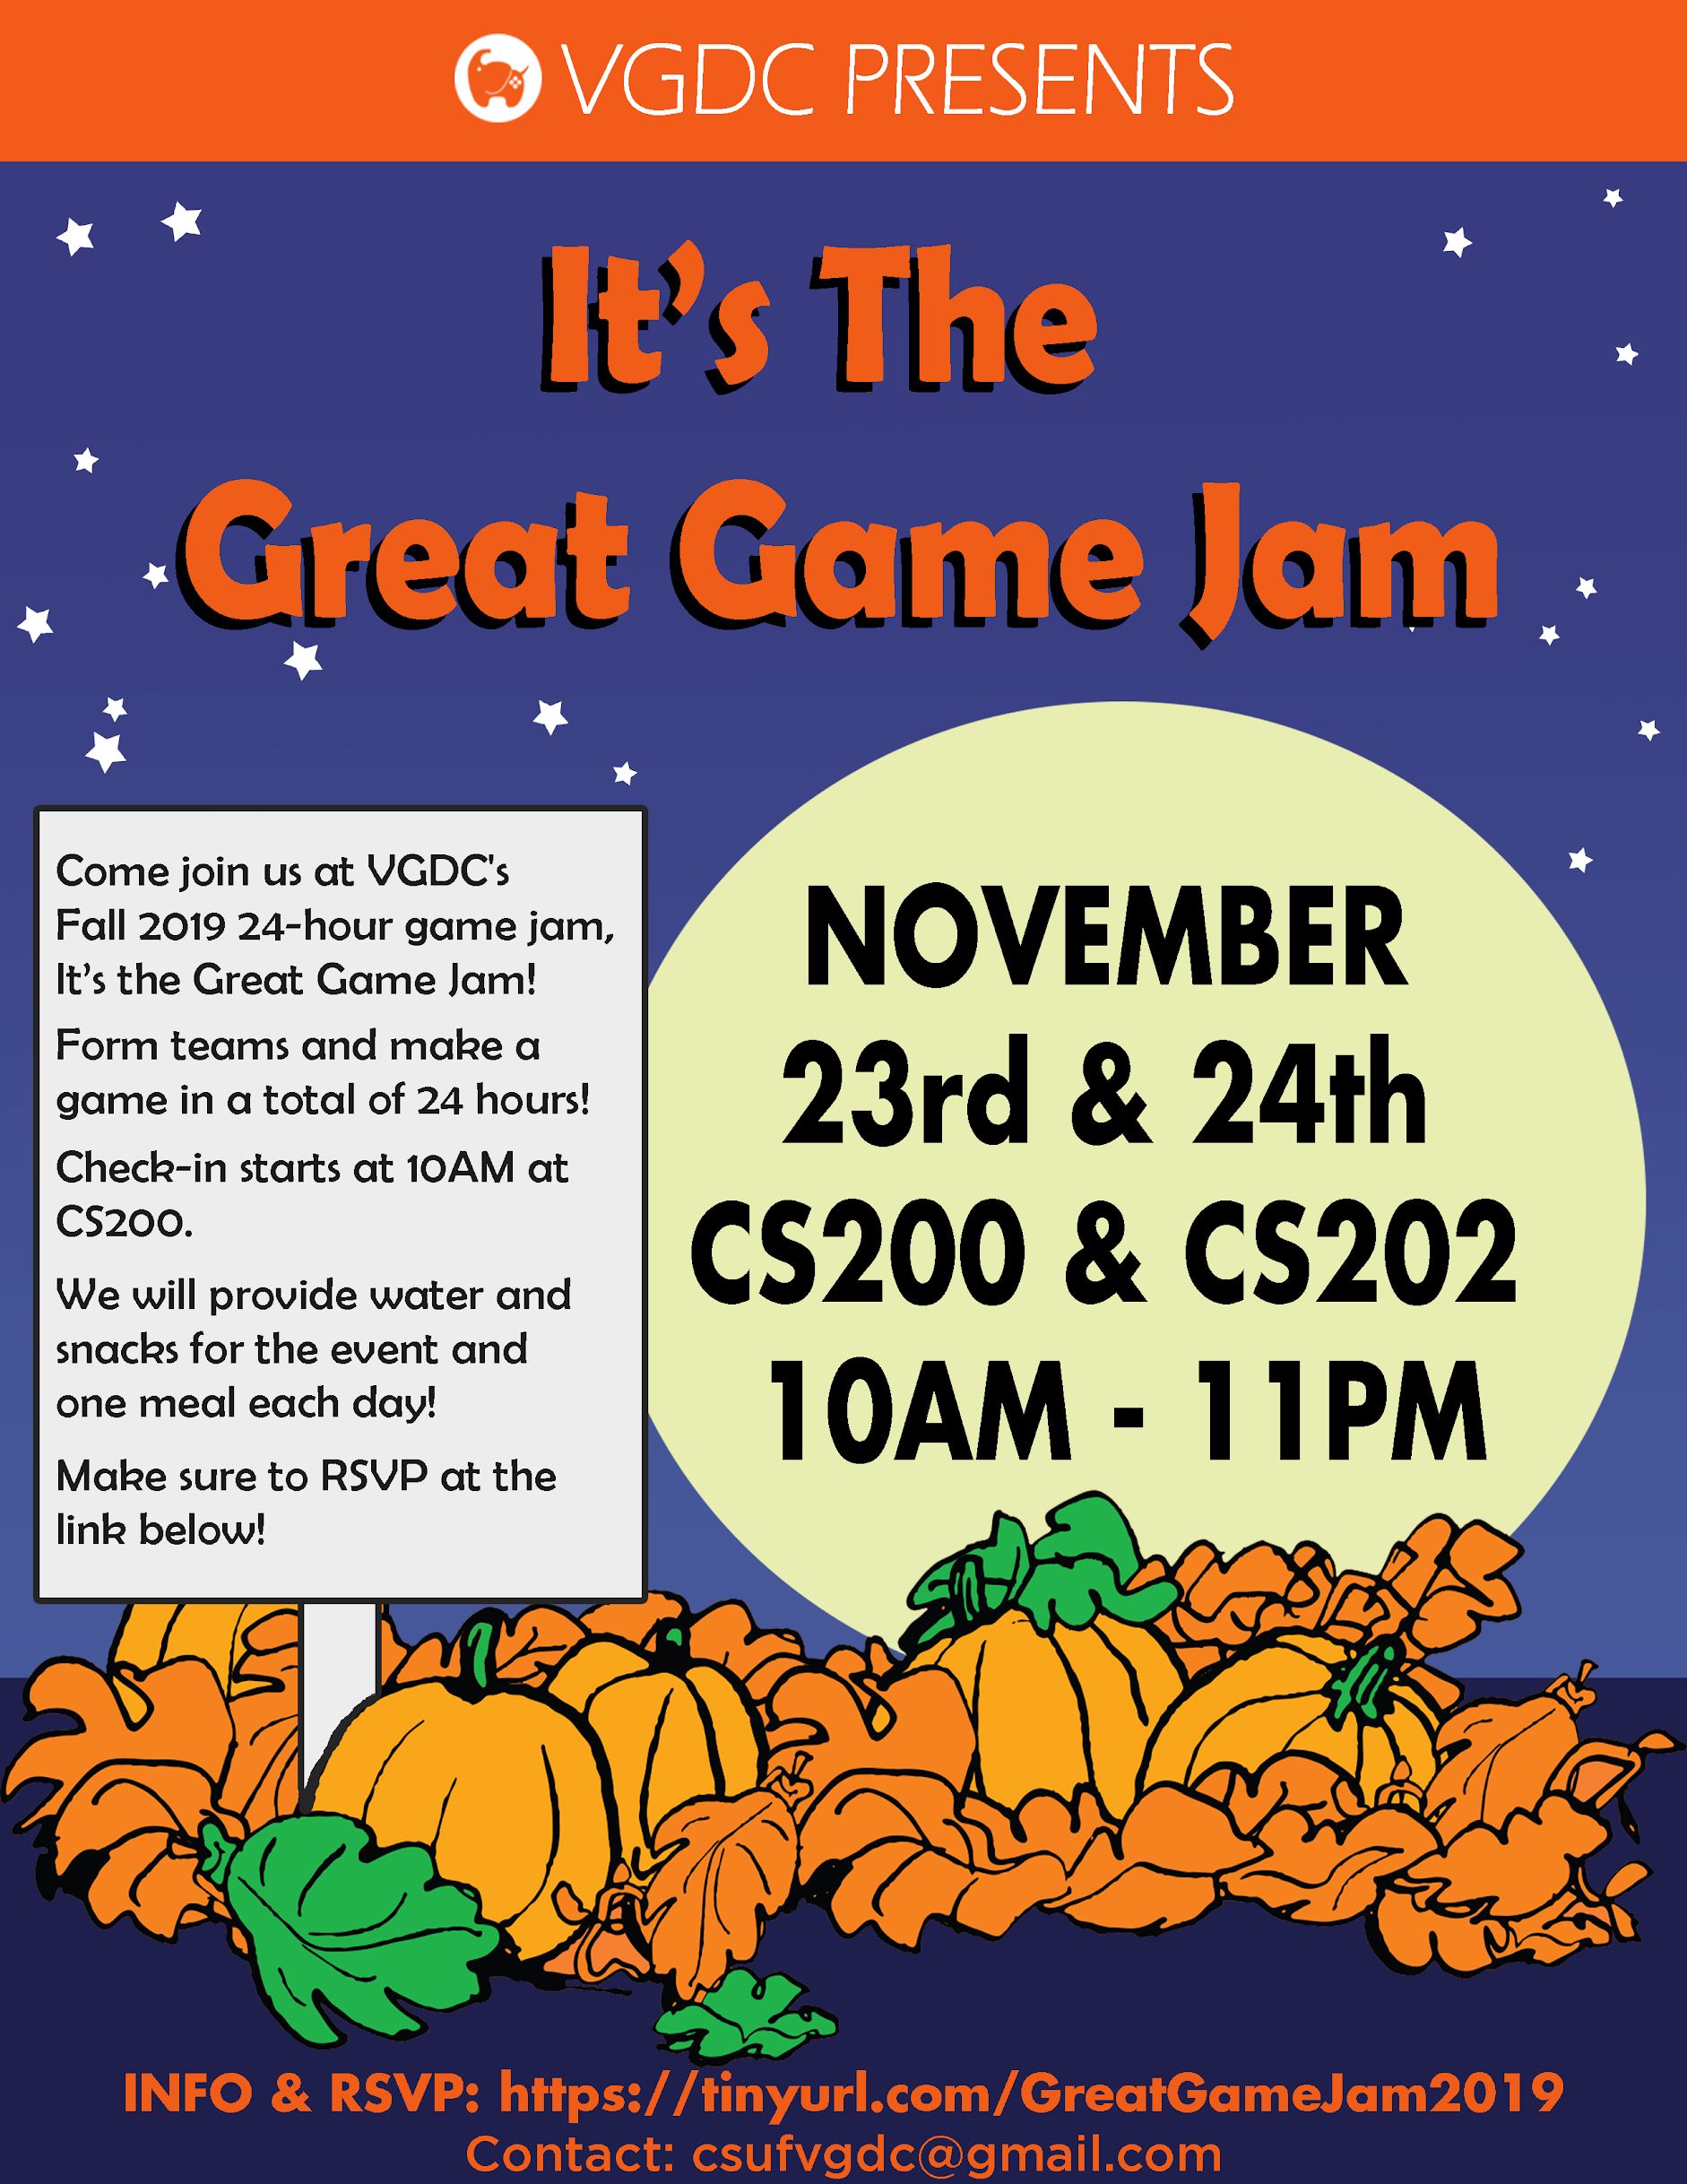 VGDC PRESENTS
It's The
Great Game Jam
Come join us at VGDC's
Fall 2019 24-hour game jam,
It's the Great Game Jam!
Form teams and make a
game in a total of 24 hours!
Check-in starts at 10AM at
CS200.
We will provide water and
snacks for the event and
one meal each day!
Make sure to RSVP at the
link below!
NOVEMBER
23rd & 24th
CS200 & CS202
10AM - 11PM
INFO & RSVP: https://tinyurl.com/GreatGameJam2019
Contact: csufvgdc@gmail.com